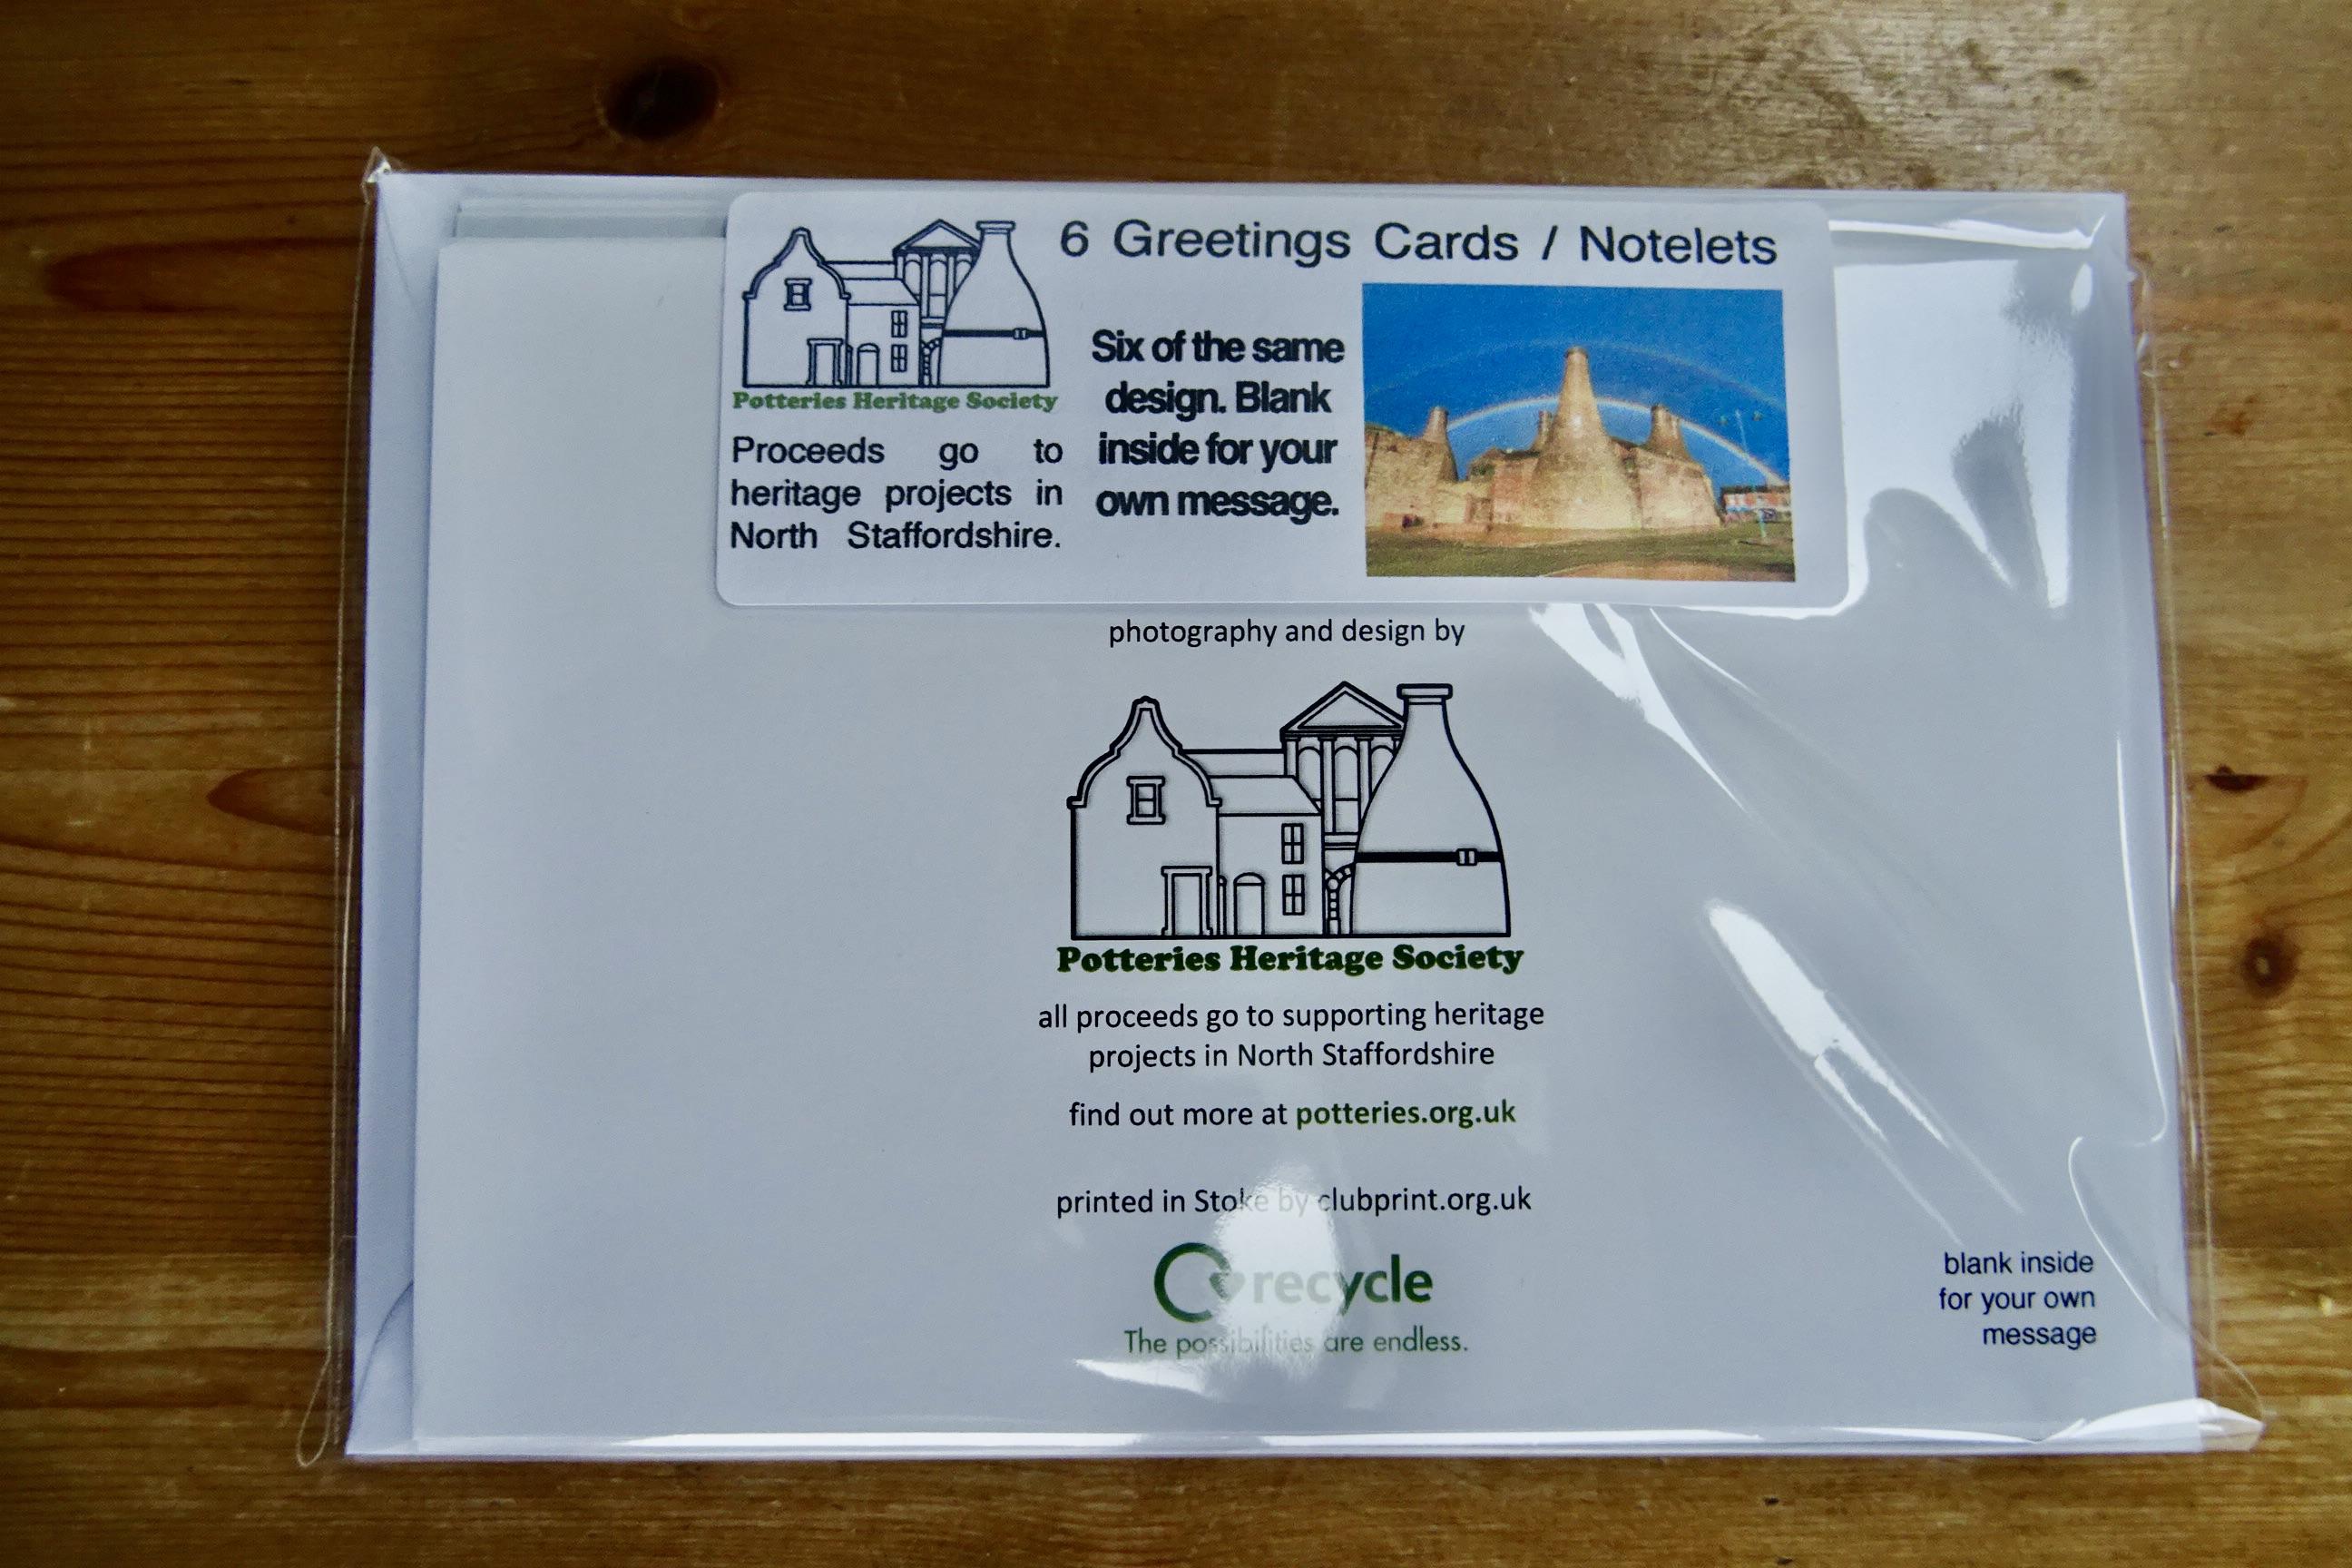 6 Greetings Cards / Notelets
Potteries Heritage Society
Proceeds go to
heritage projects in
North Staffordshire.
Six of the same
design. Blank
inside for your
own message.
photography and design by
Potteries Heritage Society
all proceeds go to supporting heritage
projects in North Staffordshire
find out more at potteries.org.uk
printed in Stoke by clubprint.org.uk
recycle
The possibilities are endless.
blank inside
for your own
message